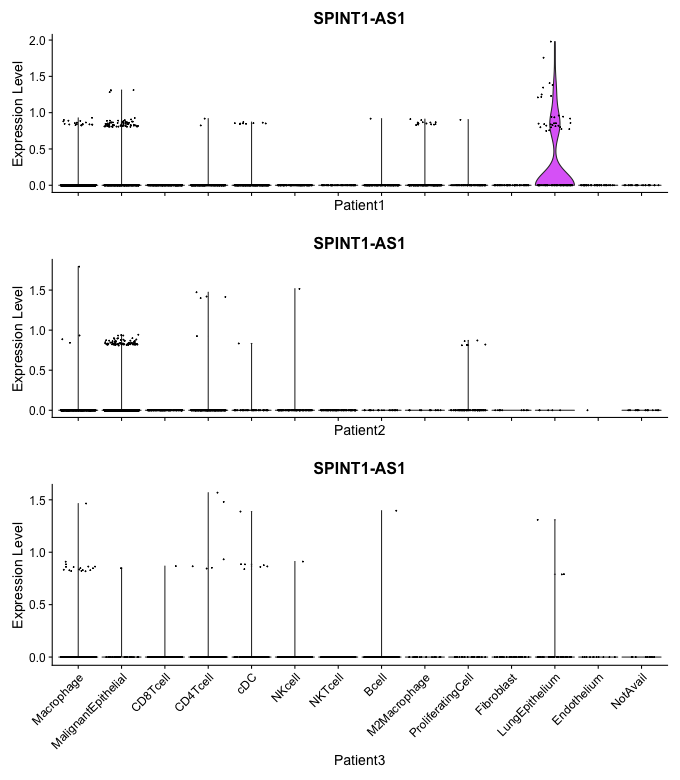 SPINT1-AS1
Expression Level
2.0
1.5
1.0
0.5
0.0
Patient1
SPINT1-AS1
Expression Level
1.5
1.0
0.5
0.0
Patient2
SPINT1-AS1
Expression Level
1.5
1.0
0.5
0.0
Macrophage
MalignantEpithelial
CD8Tcell
CD4Tcell
cDC
NKcell
NKTcell
Bcell
M2Macrophage
ProliferatingCell
Fibroblast
LungEpithelium
Endothelium
NotAvail
Patient3